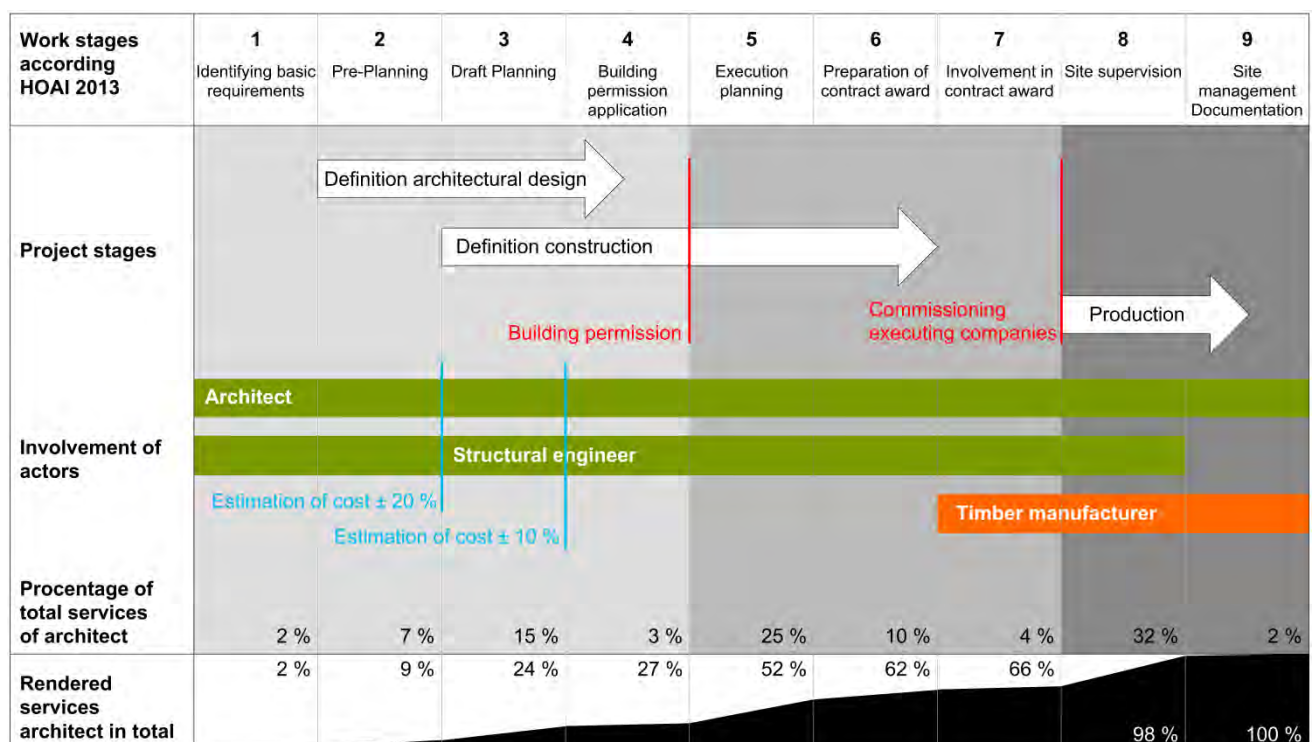 Work stages
according
HOAI 2013
1
Identifying basic
requirements
2
Pre-Planning
3
Draft Planning
4
Building
permission
application
5
Execution
planning
6
Preparation of
contract award
7
Involvement in
contract award
8
Site supervision
9
Site
management
Documentation
Project stages
Definition architectural design
Definition construction
Building permission
Commissioning
executing companies
Production
Involvement of
actors
Architect
Structural engineer
Estimation of cost ± 20 %
Estimation of cost ± 10 %
Timber manufacturer
Procentage of
total services
of architect
2 % 7 % 15 % 3 % 25 % 10 % 4 % 32 % 2 %
Rendered
services
architect in total
2 % 9 % 24 % 27 % 52 % 62 % 66 % 98 % 100 %